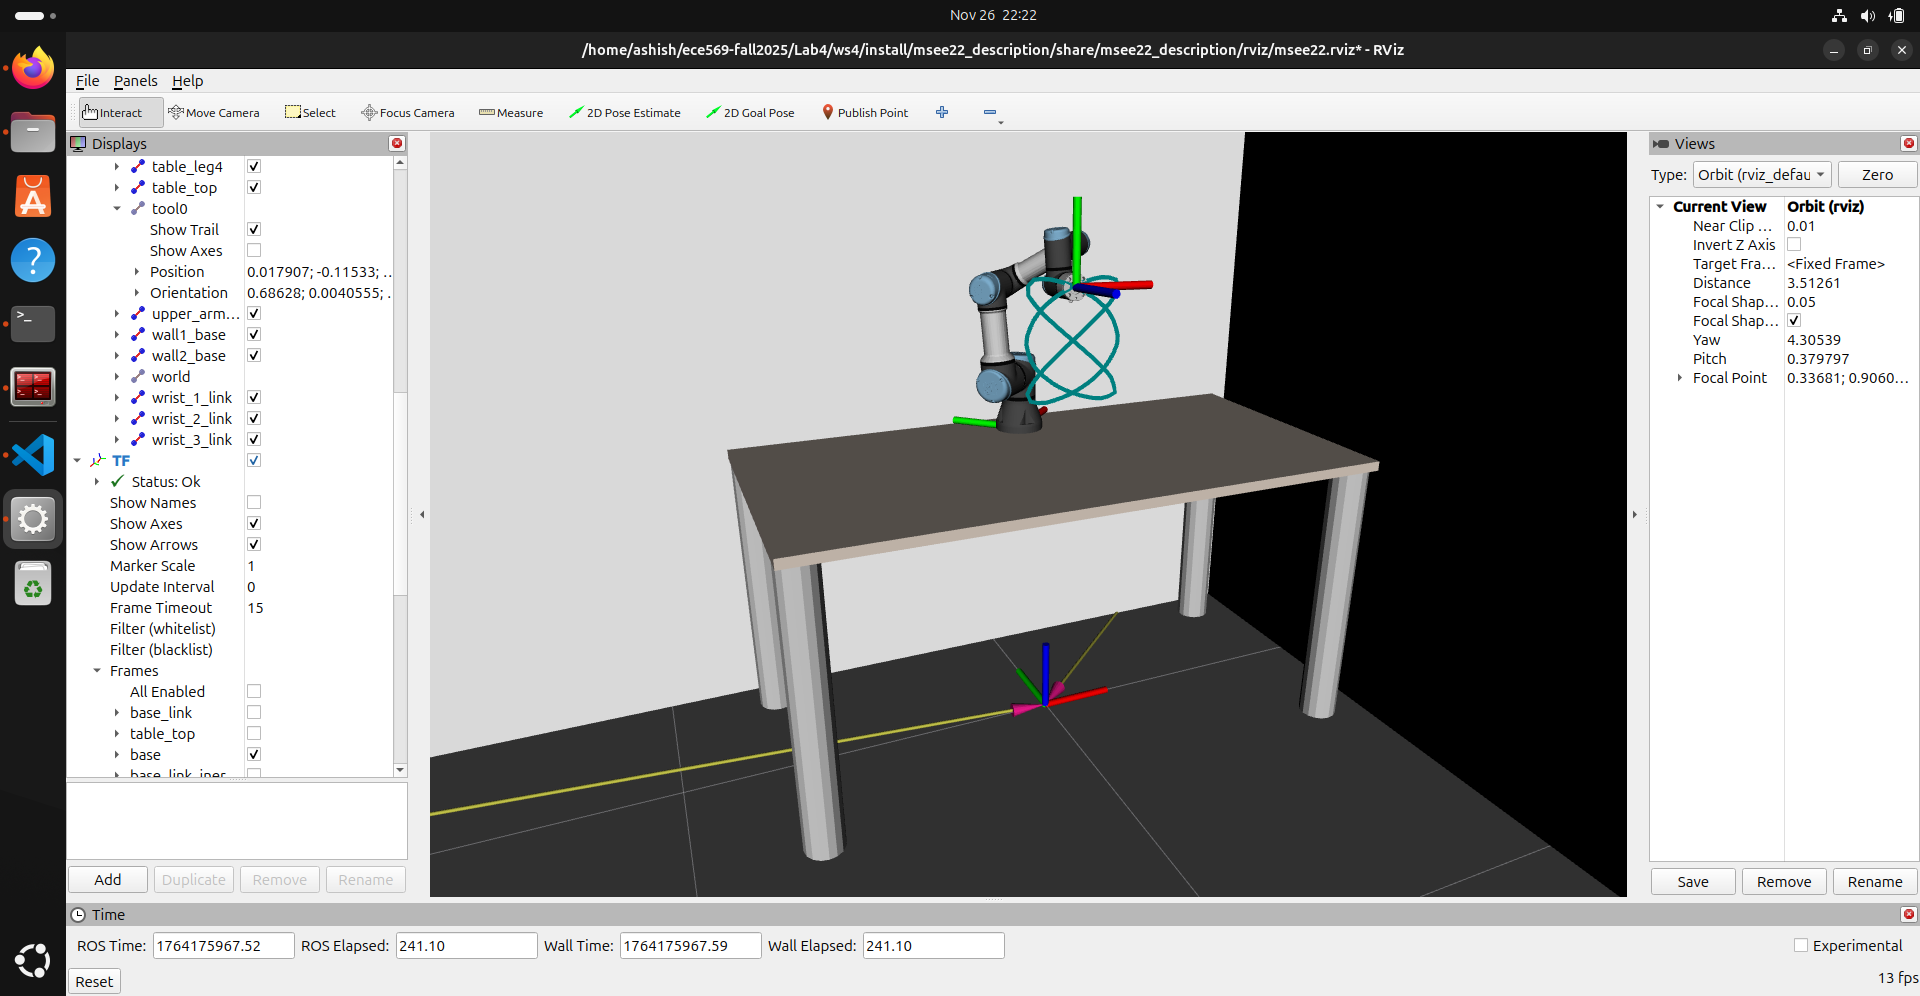 Nov 26 22:22
/home/ashish/ece569-fall2025/Lab4/ws4/install/msee22_description/share/msee22_description/rviz/msee22.rviz* - RViz
File Panels Help
Interact Move Camera Select Focus Camera Measure 2D Pose Estimate 2D Goal Pose Publish Point
Displays
table_leg4
table_top
tool0
Show Trail
Show Axes
Position 0.017907; -0.11533; ...
Orientation 0.68628; 0.0040555; ...
upper_arm...
wall1_base
wall2_base
world
wrist_1_link
wrist_2_link
wrist_3_link
TF
Status: Ok
Show Names
Show Axes
Show Arrows
Marker Scale 1
Update Interval 0
Frame Timeout 15
Filter (whitelist)
Filter (blacklist)
Frames
All Enabled
base_link
table_top
base
base_link_iner
Add Duplicate Remove Rename
Views
Type: Orbit (rviz_defau Zero
Current View Orbit (rviz)
Near Clip ... 0.01
Invert Z Axis
Target Fra... <Fixed Frame>
Distance 3.51261
Focal Shap... 0.05
Focal Shap...
Yaw 4.30539
Pitch 0.379797
Focal Point 0.33681; 0.9060...
Save Remove Rename
Time
ROS Time: 1764175967.52 ROS Elapsed: 241.10 Wall Time: 1764175967.59 Wall Elapsed: 241.10 Experimental
Reset 13 fps